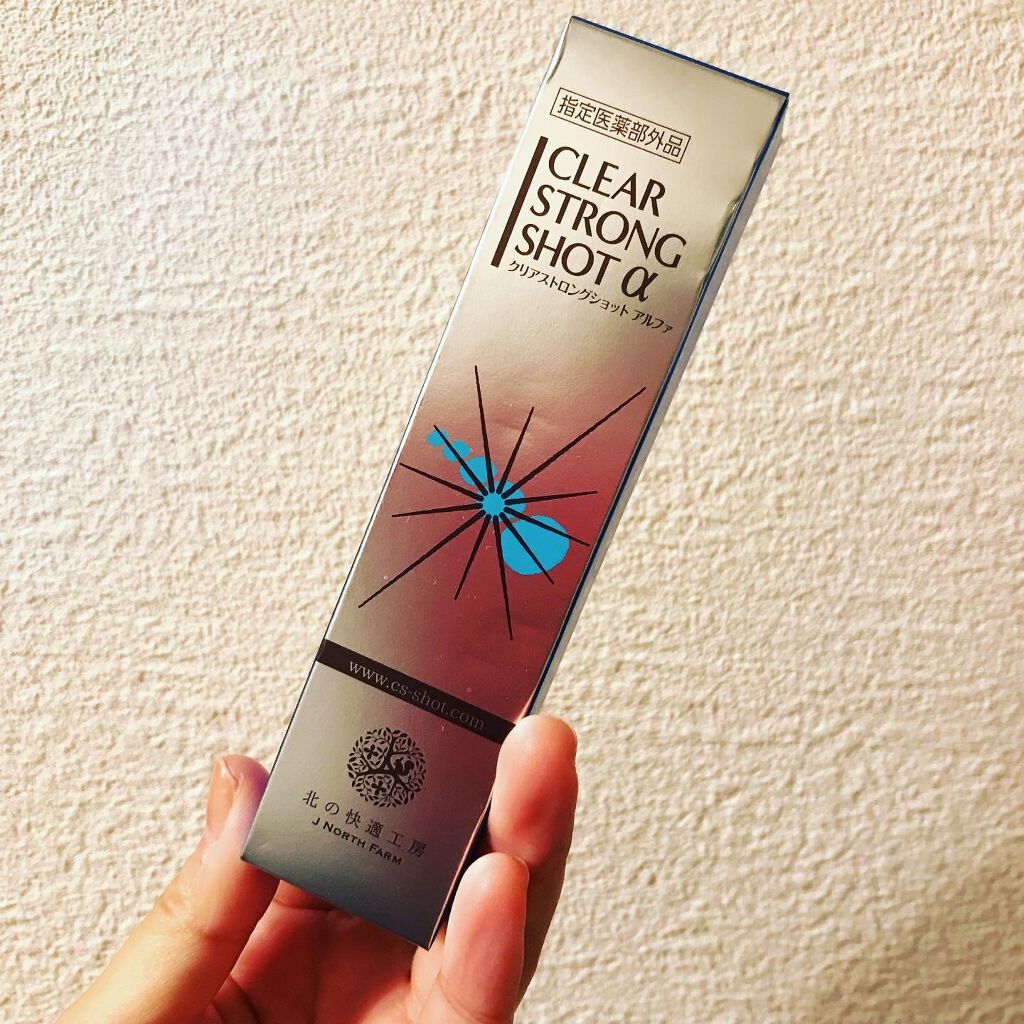 指定医薬部外品
CLEAR
STRONG
SHOT α
クリアストロングショット アルファ
www.cs-shot.com
北の快適工房
J NORTH FARM